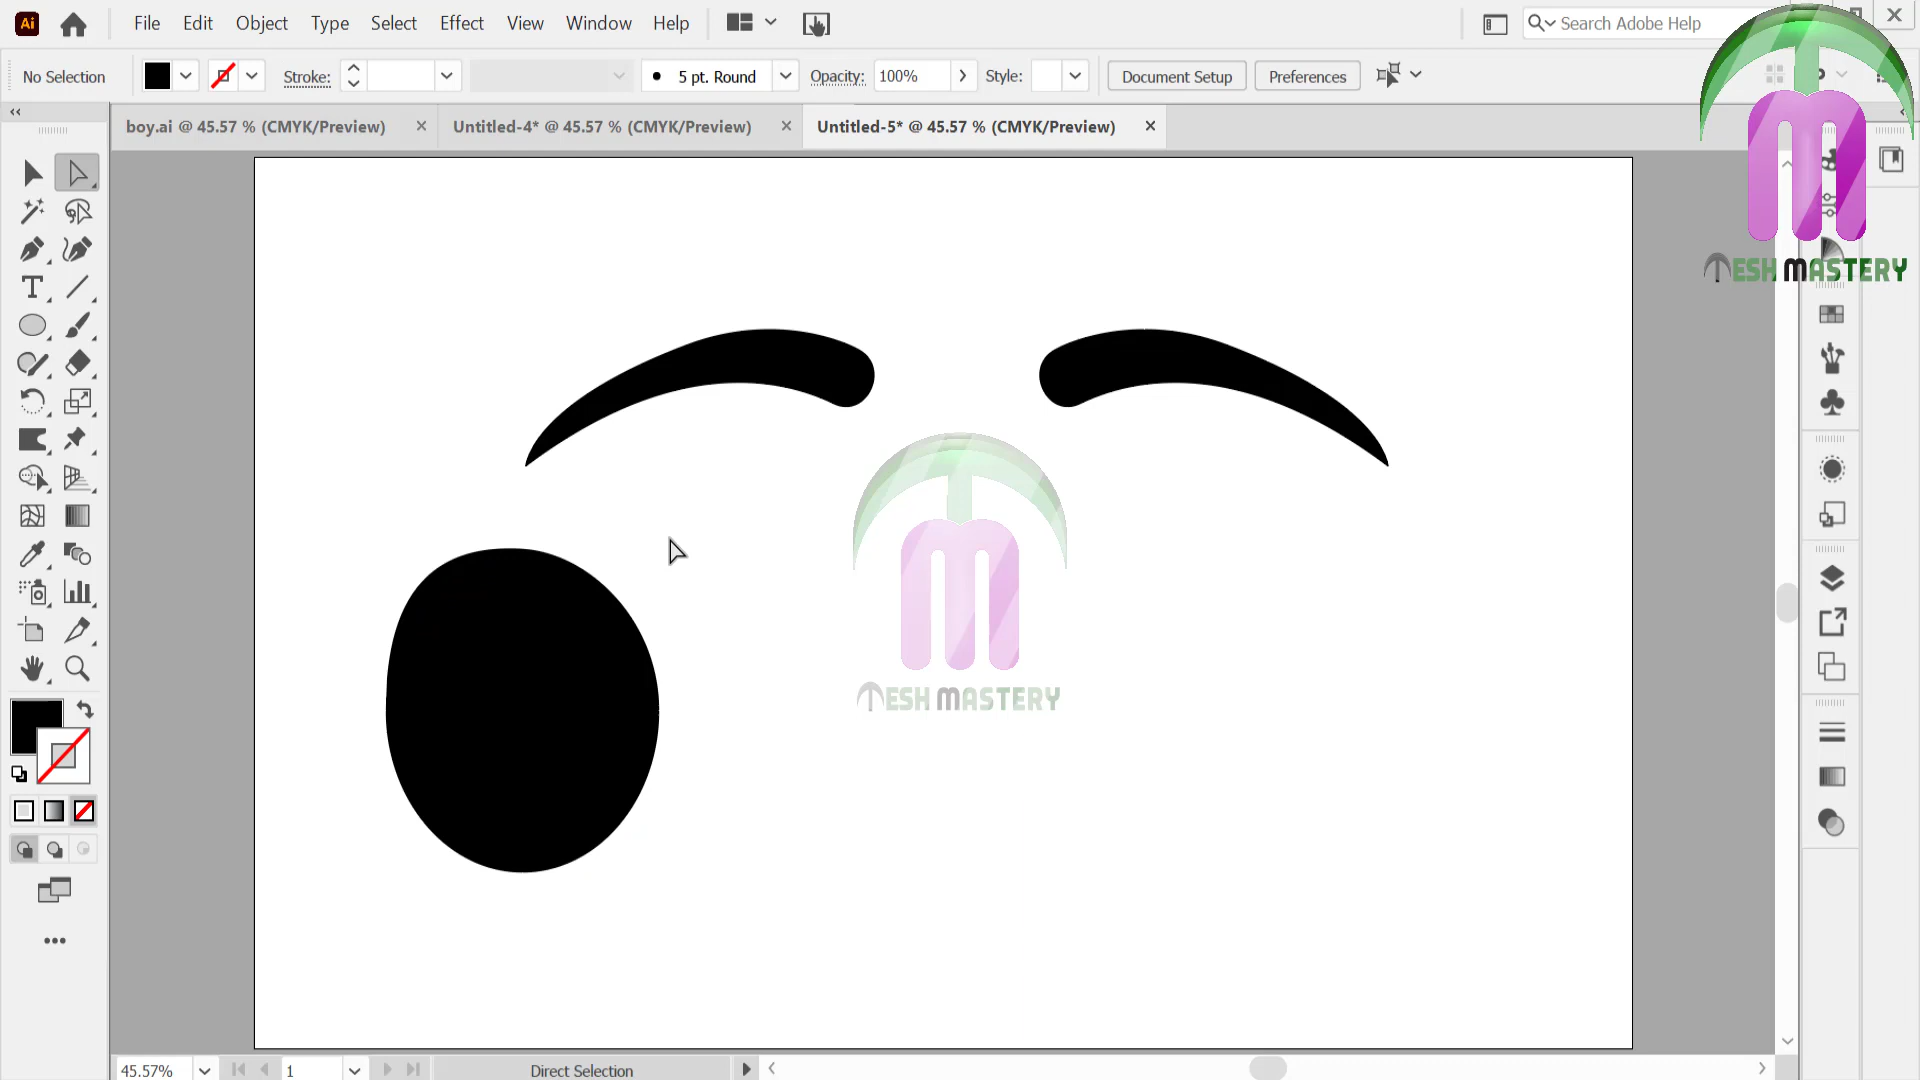 Ai File Edit Object Type Select Effect View Window Help Search Adobe Help
No Selection Stroke: 5 pt. Round Opacity: 100% Style: Document Setup Preferences
boy.ai @ 45.57 % (CMYK/Preview) Untitled-4* @ 45.57 % (CMYK/Preview) Untitled-5* @ 45.57 % (CMYK/Preview)
TESH MASTERY
TESH MASTERY
45.57% 1 Direct Selection